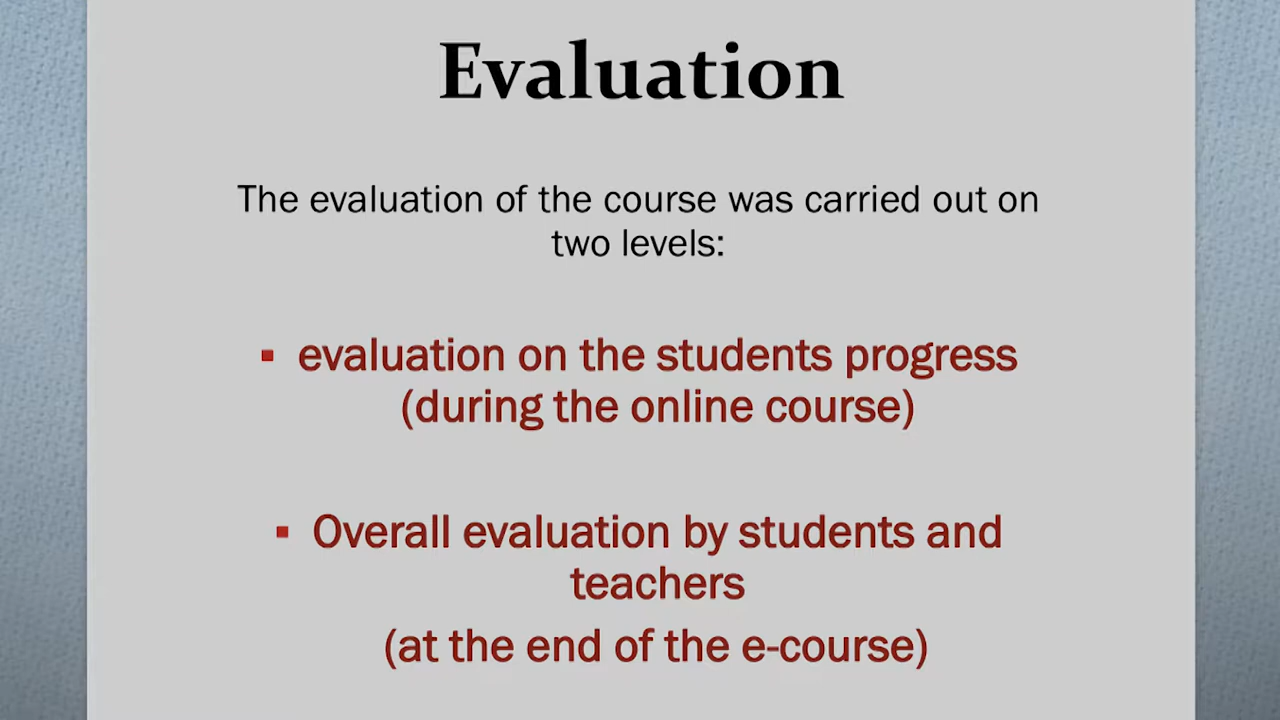 Evaluation
The evaluation of the course was carried out on
two levels:
▪ evaluation on the students progress
(during the online course)
▪ Overall evaluation by students and
teachers
(at the end of the e-course)